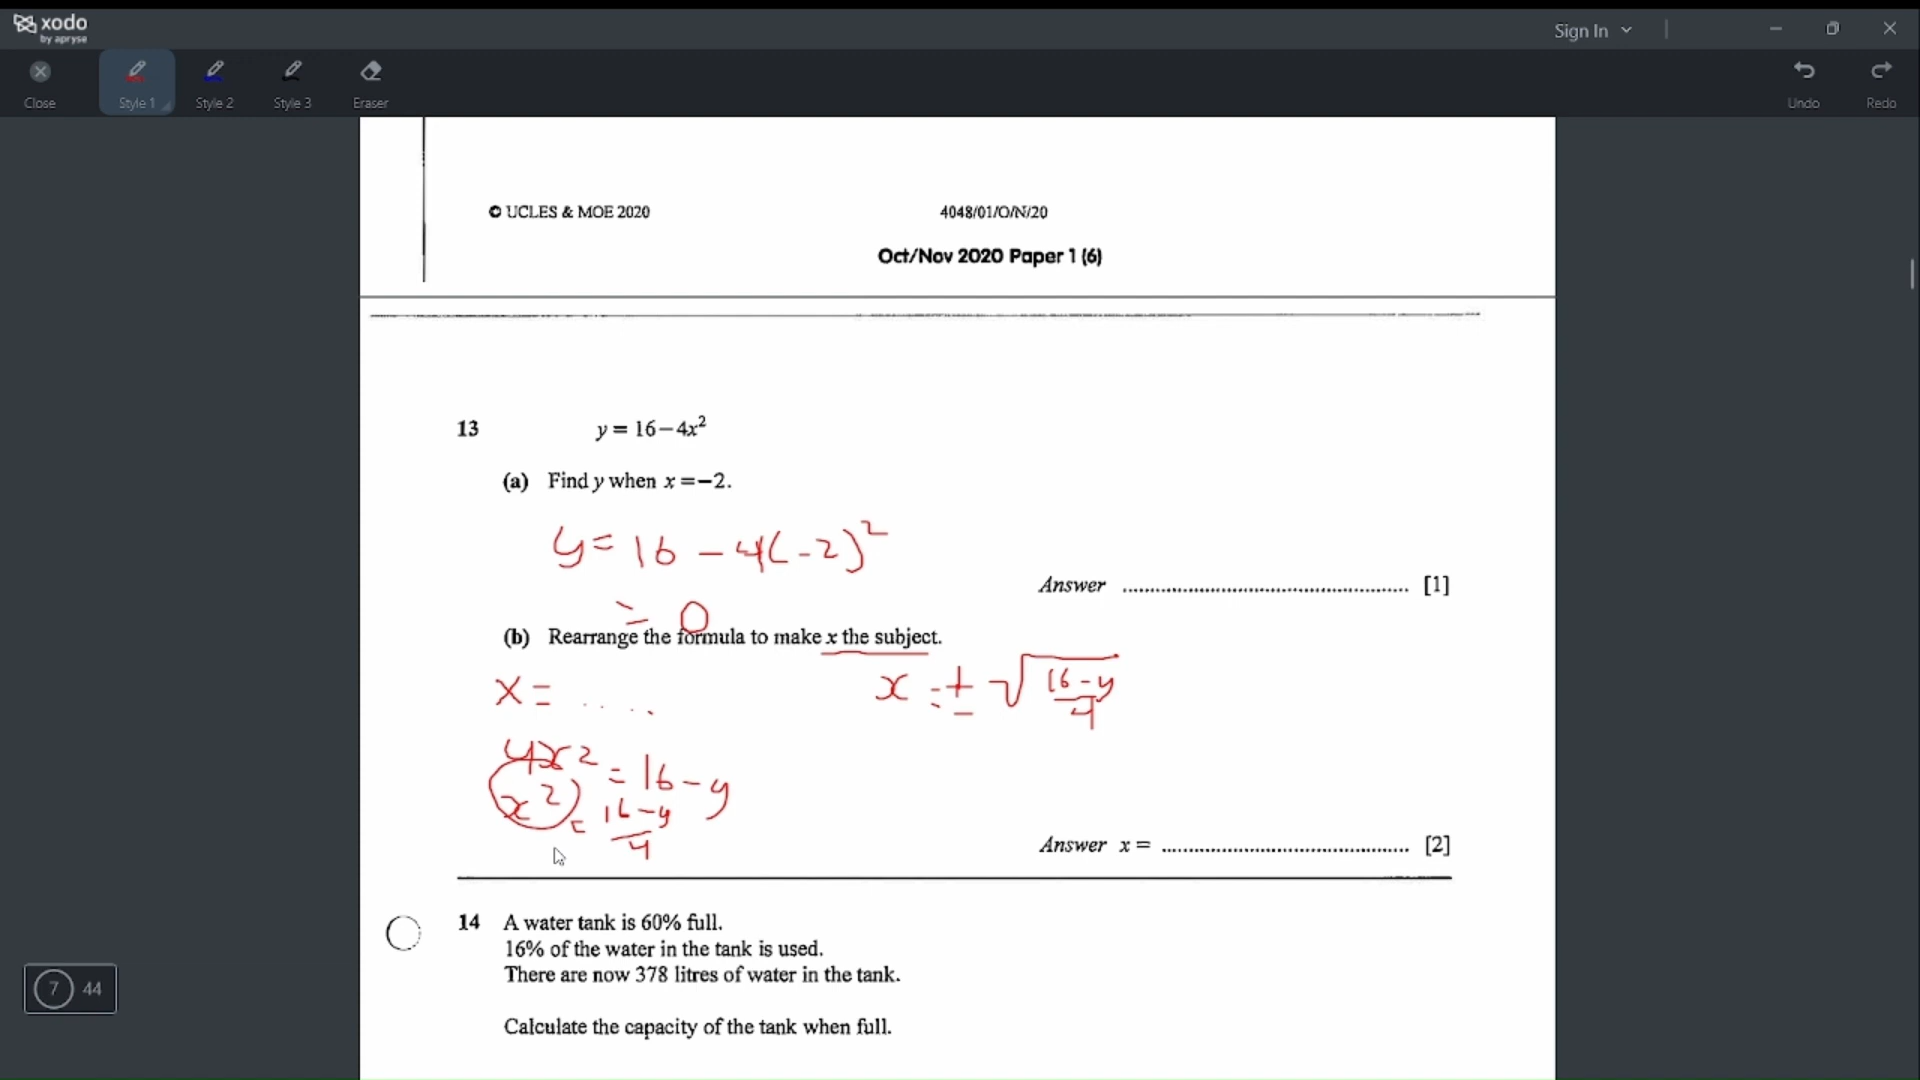 xodo
by apryse
Sign In
Close
Style 1
Style 2
Style 3
Eraser
Undo
Redo
© UCLES & MOE 2020
4048/01/O/N/20
Oct/Nov 2020 Paper 1 (6)
13 y = 16 − 4x²
(a) Find y when x = −2.
y = 16 − 4(−2)²
Answer ................................................ [1]
= 0
(b) Rearrange the formula to make x the subject.
x = .....
x = ± √((16 − y)/4)
4x² = 16 − y
x² = (16 − y)/4
Answer x = ................................................ [2]
14 A water tank is 60% full.
16% of the water in the tank is used.
There are now 378 litres of water in the tank.
Calculate the capacity of the tank when full.
7 44